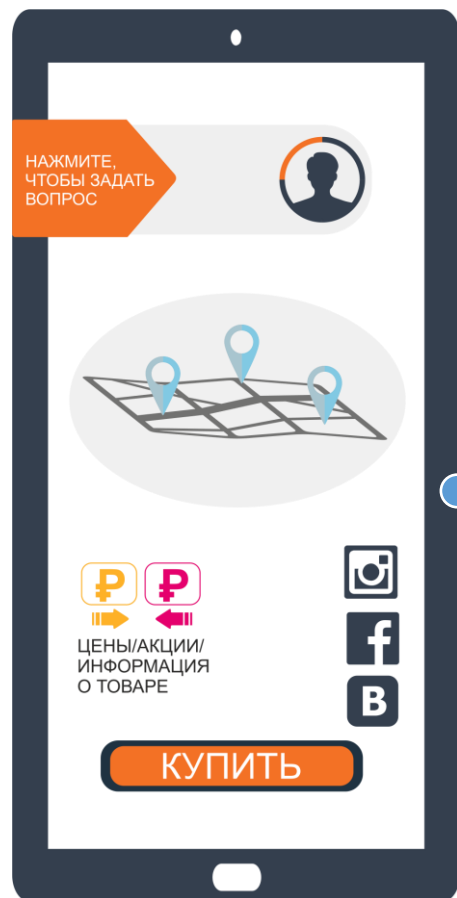 НАЖМИТЕ,
ЧТОБЫ ЗАДАТЬ
ВОПРОС
₽ ₽
ЦЕНЫ/АКЦИИ/
ИНФОРМАЦИЯ
О ТОВАРЕ
f
В
КУПИТЬ